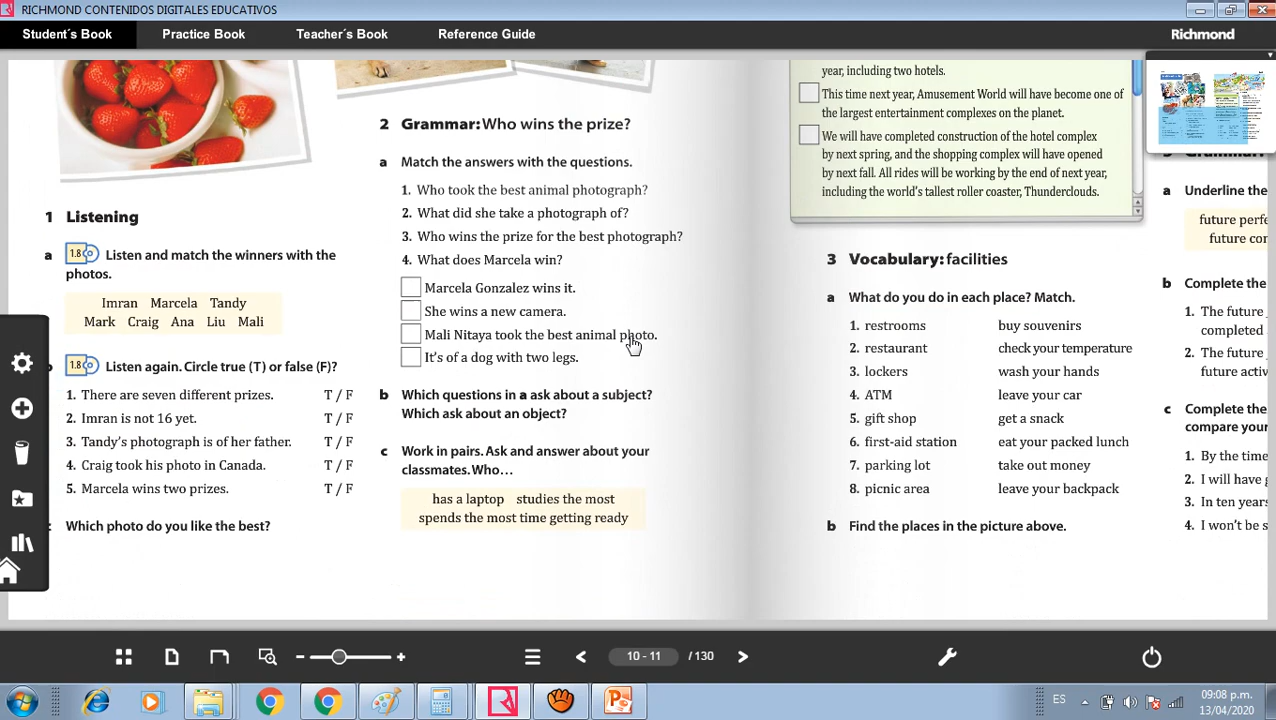 RICHMOND CONTENIDOS DIGITALES EDUCATIVOS
Student´s Book Practice Book Teacher´s Book Reference Guide Richmond
1 Listening
a 1.8 Listen and match the winners with the
photos.
Imran Marcela Tandy
Mark Craig Ana Liu Mali
1.8 Listen again. Circle true (T) or false (F)?
1. There are seven different prizes. T / F
2. Imran is not 16 yet. T / F
3. Tandy's photograph is of her father. T / F
4. Craig took his photo in Canada. T / F
5. Marcela wins two prizes. T / F
Which photo do you like the best?
2 Grammar: Who wins the prize?
a Match the answers with the questions.
1. Who took the best animal photograph?
2. What did she take a photograph of?
3. Who wins the prize for the best photograph?
4. What does Marcela win?
Marcela Gonzalez wins it.
She wins a new camera.
Mali Nitaya took the best animal photo.
It's of a dog with two legs.
b Which questions in a ask about a subject?
Which ask about an object?
c Work in pairs. Ask and answer about your
classmates. Who…
has a laptop studies the most
spends the most time getting ready
year, including two hotels.
This time next year, Amusement World will have become one of
the largest entertainment complexes on the planet.
We will have completed construction of the hotel complex
by next spring, and the shopping complex will have opened
by next fall. All rides will be working by the end of next year,
including the world's tallest roller coaster, Thunderclouds.
3 Vocabulary: facilities
a What do you do in each place? Match.
1. restrooms buy souvenirs
2. restaurant check your temperature
3. lockers wash your hands
4. ATM leave your car
5. gift shop get a snack
6. first-aid station eat your packed lunch
7. parking lot take out money
8. picnic area leave your backpack
b Find the places in the picture above.
a Underline the
future perfe
future con
b Complete the
1. The future
completed
2. The future
future activ
c Complete the
compare your
1. By the time
2. I will have
3. In ten years
4. I won't be s
10 - 11 / 130
ES 09:08 p.m.
13/04/2020